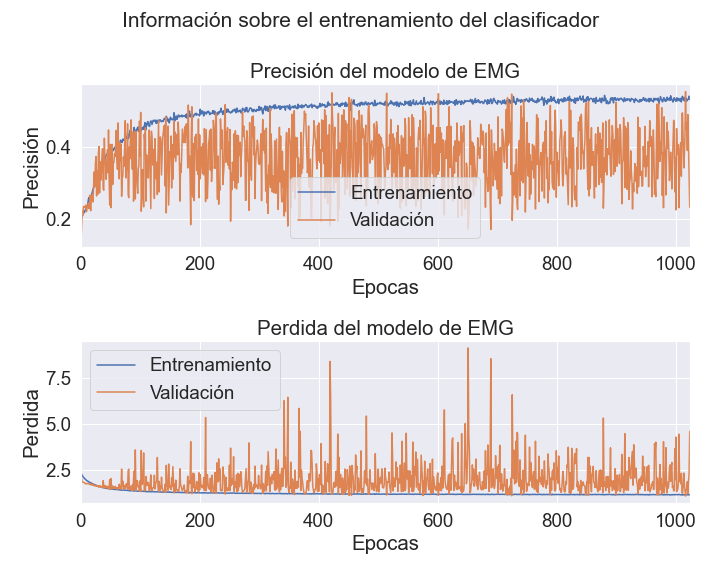 Información sobre el entrenamiento del clasificador
Precisión del modelo de EMG
Precisión
0.4
0.2
Entrenamiento
Validación
0 200 400 600 800 1000
Epocas
Perdida del modelo de EMG
Perdida
7.5
5.0
2.5
Entrenamiento
Validación
0 200 400 600 800 1000
Epocas